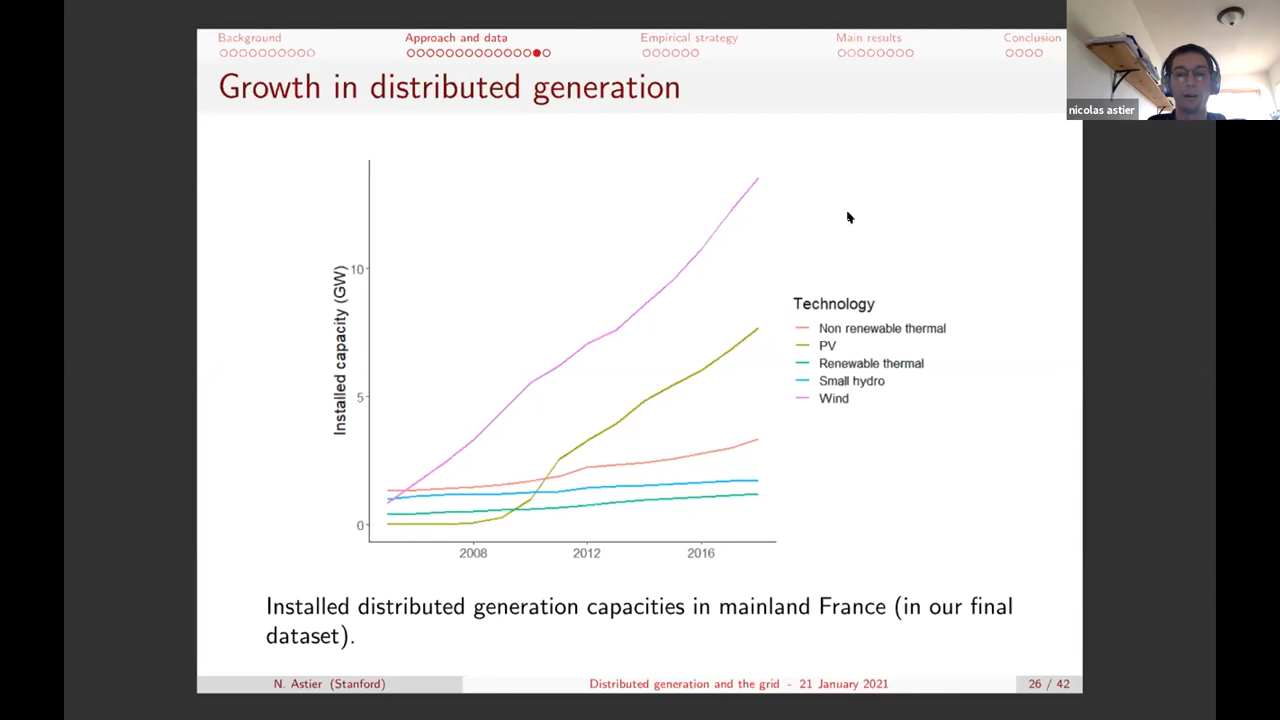 Background
Approach and data
Empirical strategy
Main results
Conclusion
Growth in distributed generation
nicolas astier
Installed capacity (GW)
10
5
0
2008
2012
2016
Technology
Non renewable thermal
PV
Renewable thermal
Small hydro
Wind
Installed distributed generation capacities in mainland France (in our final
dataset).
N. Astier (Stanford)
Distributed generation and the grid - 21 January 2021
26 / 42